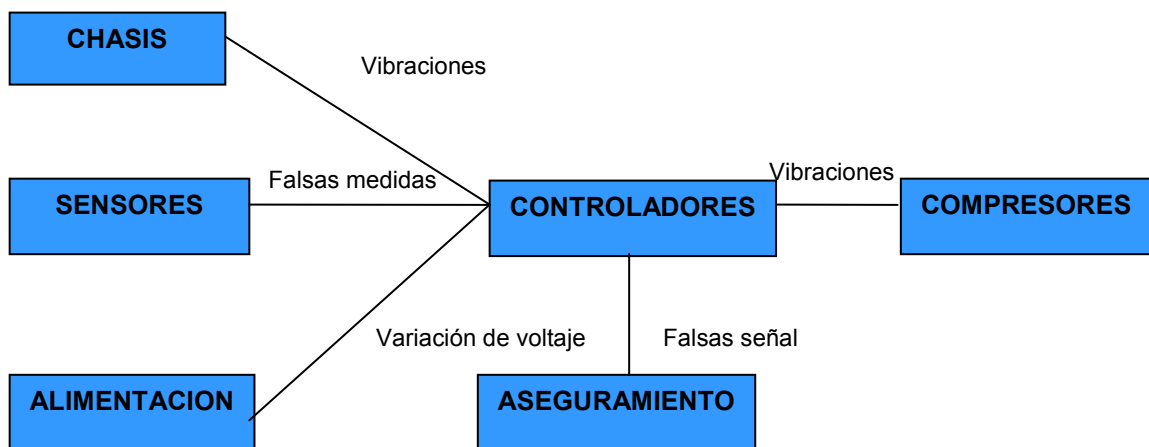 CHASIS
Vibraciones
Falsas medidas
Vibraciones
SENSORES
CONTROLADORES
COMPRESORES
Variación de voltaje
Falsas señal
ALIMENTACION
ASEGURAMIENTO